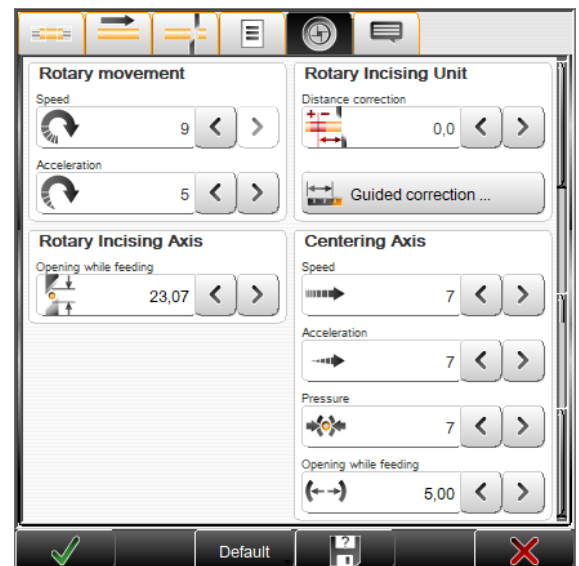 Rotary movement
Speed
9
Acceleration
5
Rotary Incising Axis
Opening while feeding
23,07
Rotary Incising Unit
Distance correction
0,0
Guided correction ...
Centering Axis
Speed
7
Acceleration
7
Pressure
7
Opening while feeding
5,00
Default
?